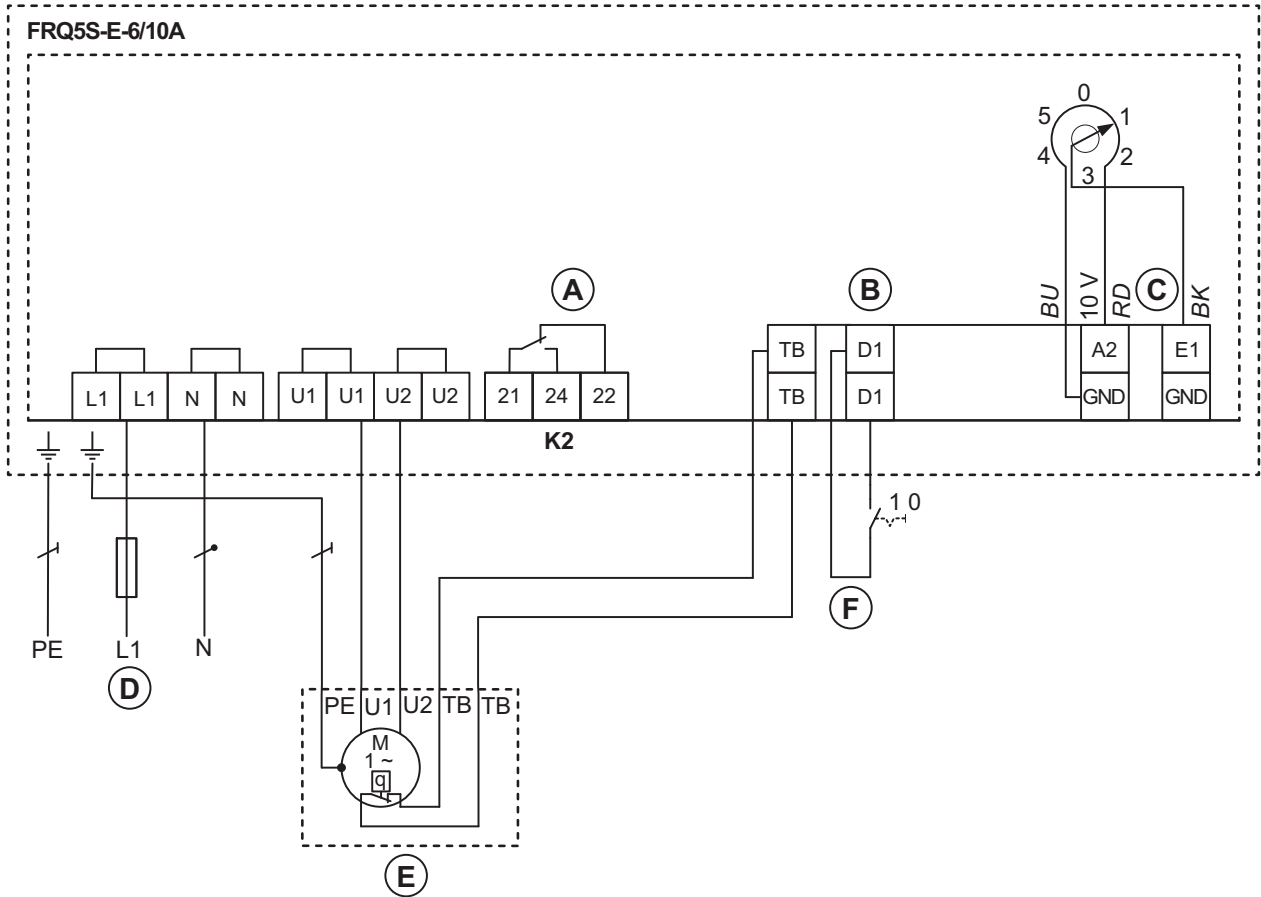 FRQ5S-E-6/10A
0
5 1
4 2
3
A B C
BU 10 V RD BK
TB D1 A2 E1
L1 L1 N N U1 U1 U2 U2 21 24 22 TB D1 GND GND
K2
1 0
F
PE L1 N
D
PE U1 U2 TB TB
M
1 ~
q
E